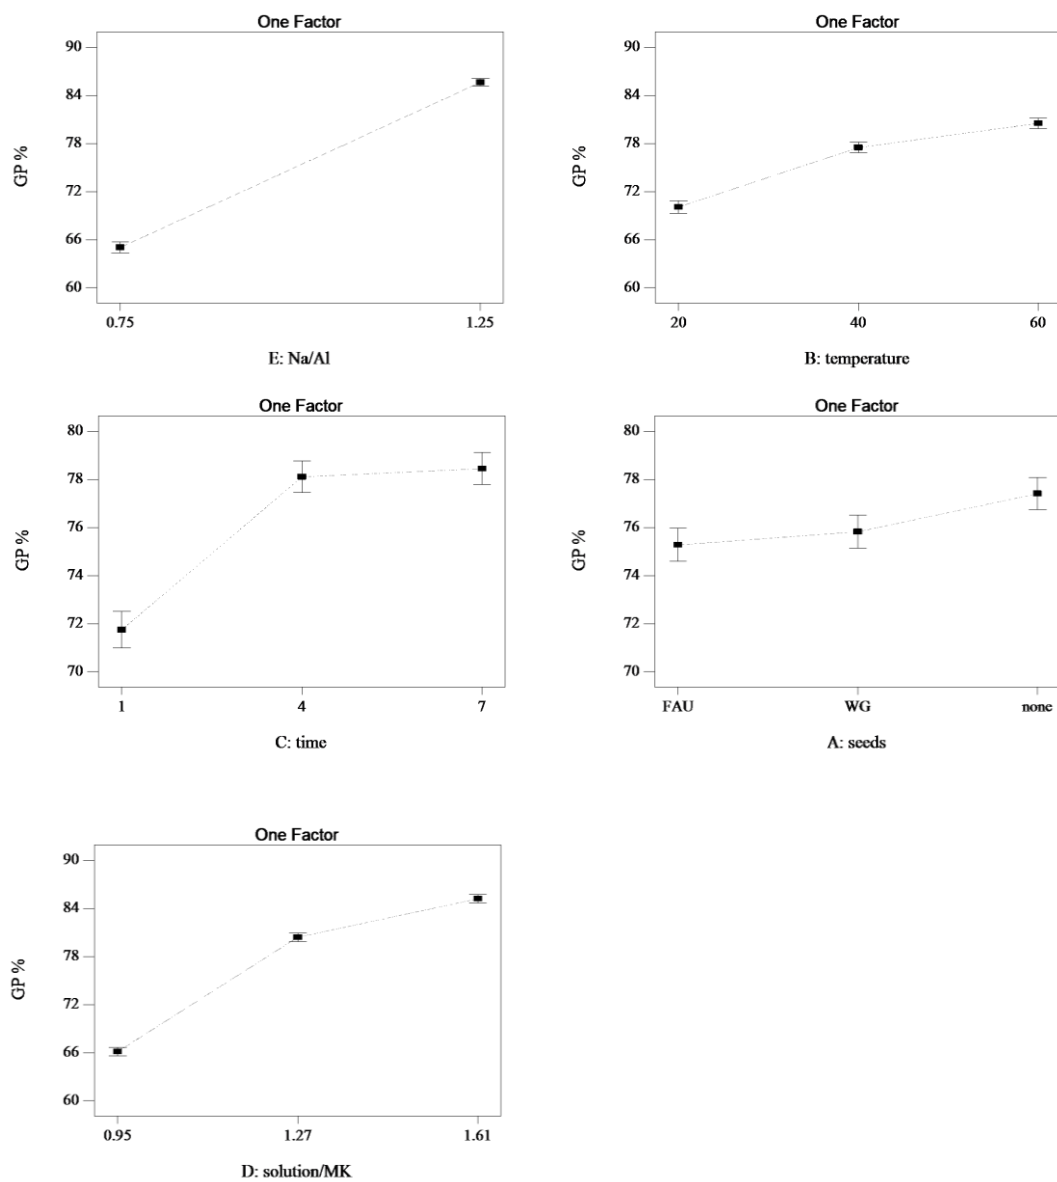 One Factor
90
84
78
72
66
60
GP %
0.75 1.25
E: Na/Al
One Factor
90
84
78
72
66
60
GP %
20 40 60
B: temperature
One Factor
80
78
76
74
72
70
GP %
1 4 7
C: time
One Factor
80
78
76
74
72
70
GP %
FAU WG none
A: seeds
One Factor
90
84
78
72
66
60
GP %
0.95 1.27 1.61
D: solution/MK